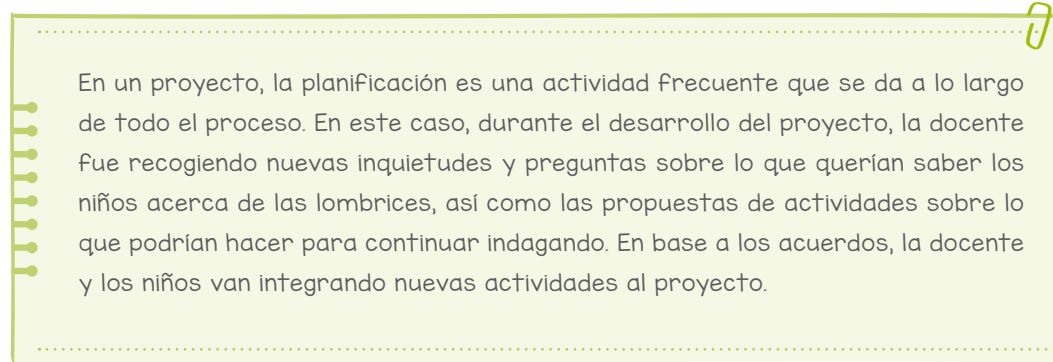 En un proyecto, la planificación es una actividad frecuente que se da a lo largo
de todo el proceso. En este caso, durante el desarrollo del proyecto, la docente
fue recogiendo nuevas inquietudes y preguntas sobre lo que querían saber los
niños acerca de las lombrices, así como las propuestas de actividades sobre lo
que podrían hacer para continuar indagando. En base a los acuerdos, la docente
y los niños van integrando nuevas actividades al proyecto.